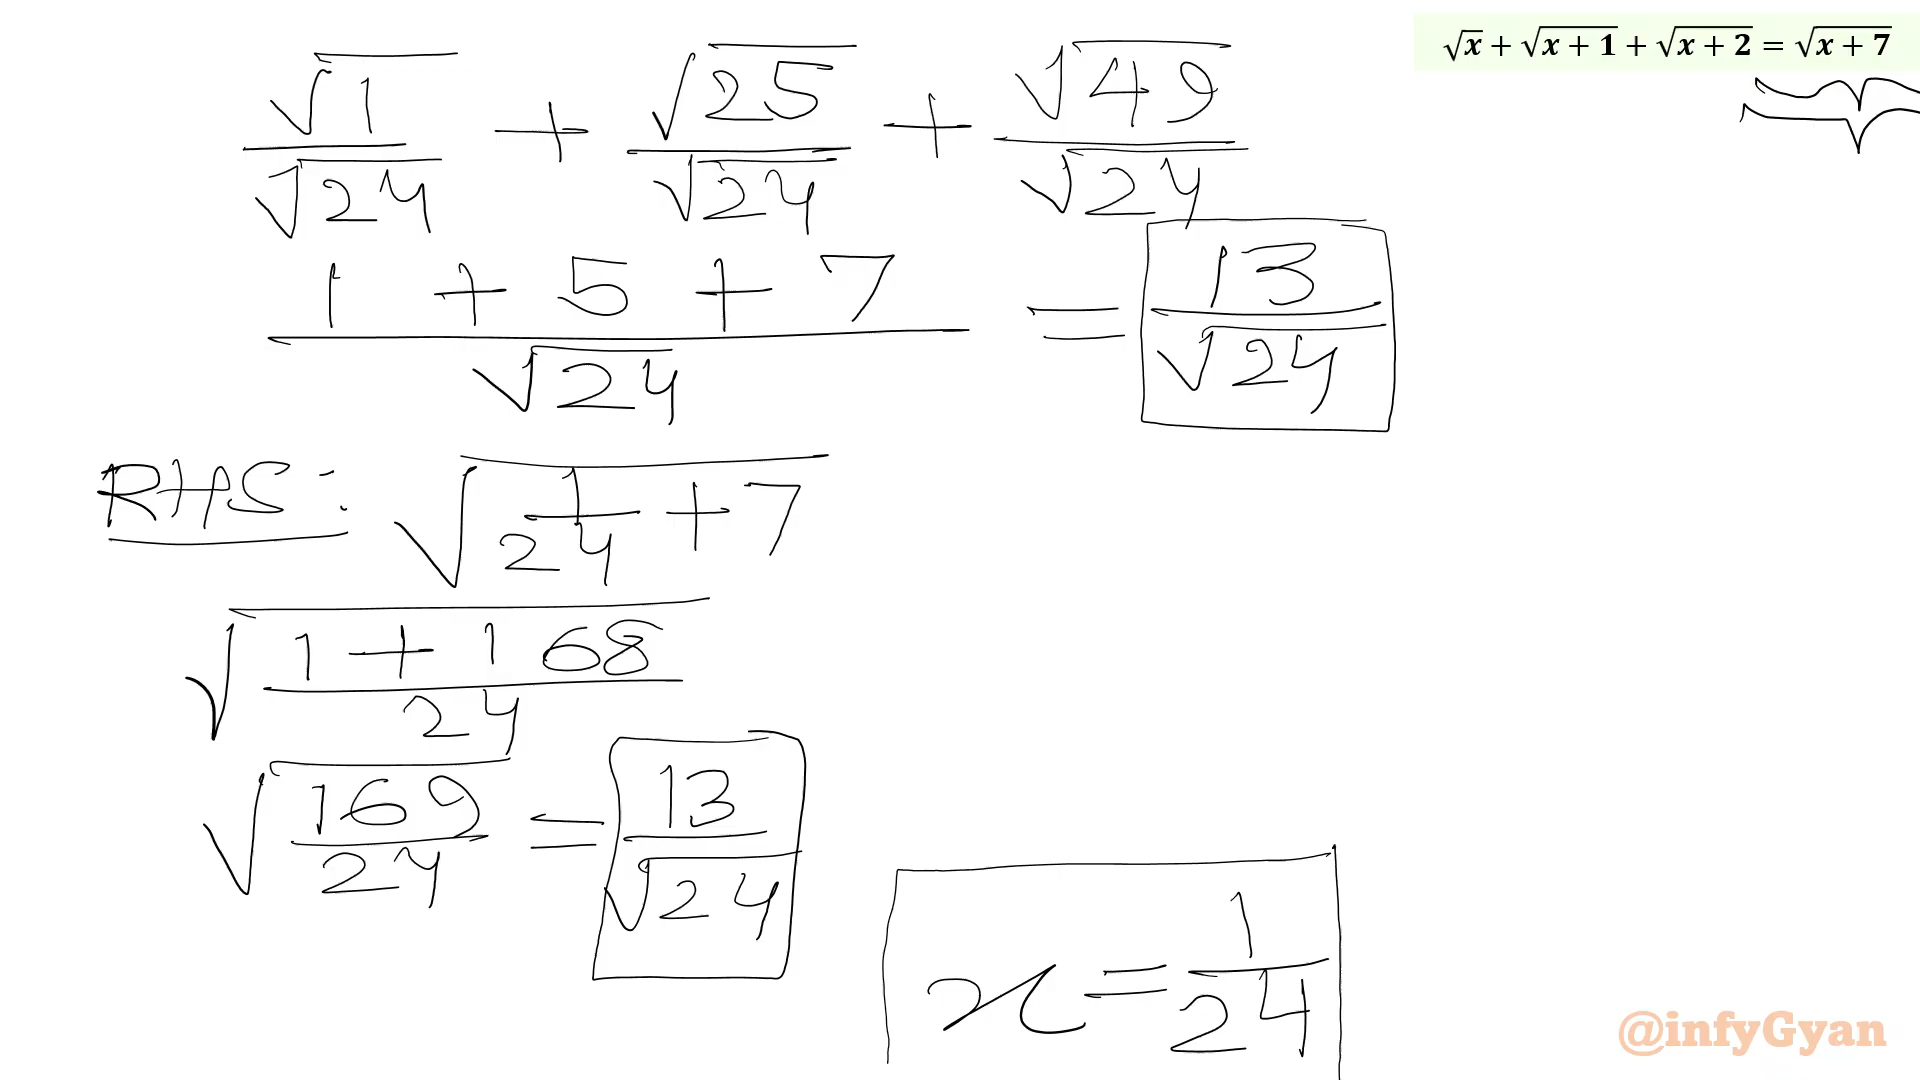 √x + √(x + 1) + √(x + 2) = √(x + 7)
√1/√24 + √25/√24 + √49/√24
(1 + 5 + 7)/√24 = 13/√24
RHS: √(1/24 + 7)
√((1 + 168)/24)
√(169/24) = 13/√24
x = 1/24
@infyGyan